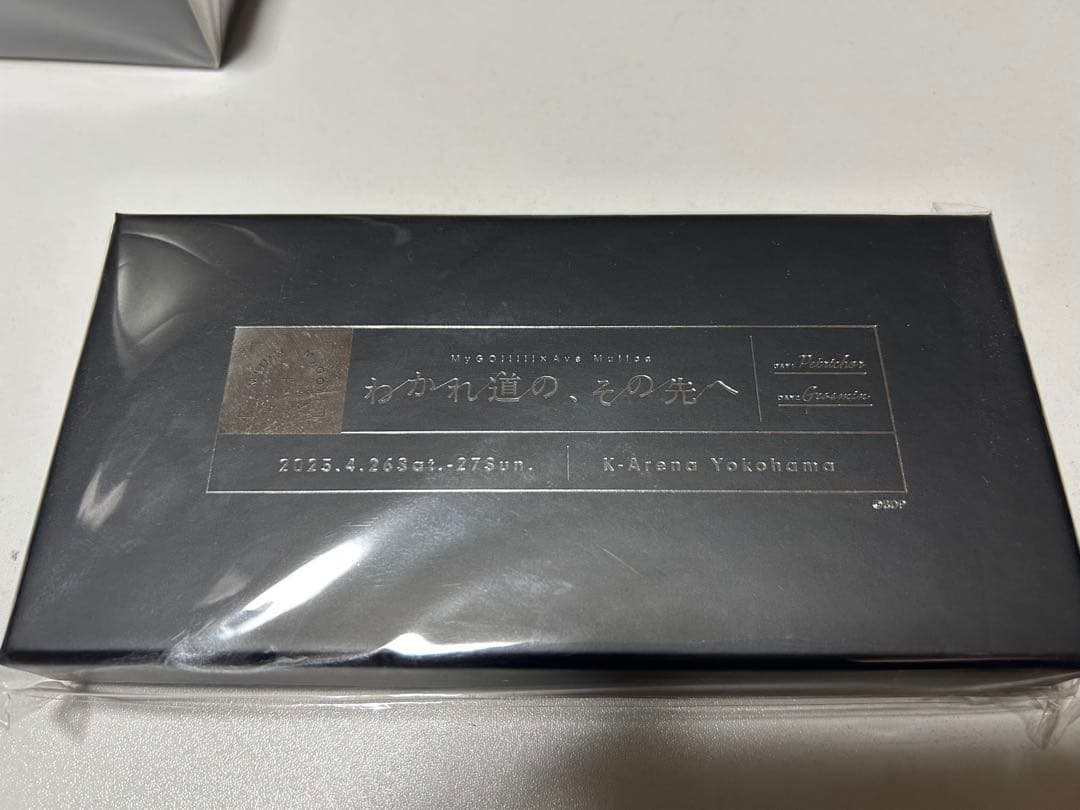 MyGO!!!!!×Ave Mujica
わかれ道の、その先へ
DAY1 Petrichor
DAY2 Geosmin
2025.4.26Sat.-27Sun.
K-Arena Yokohama
©BDP